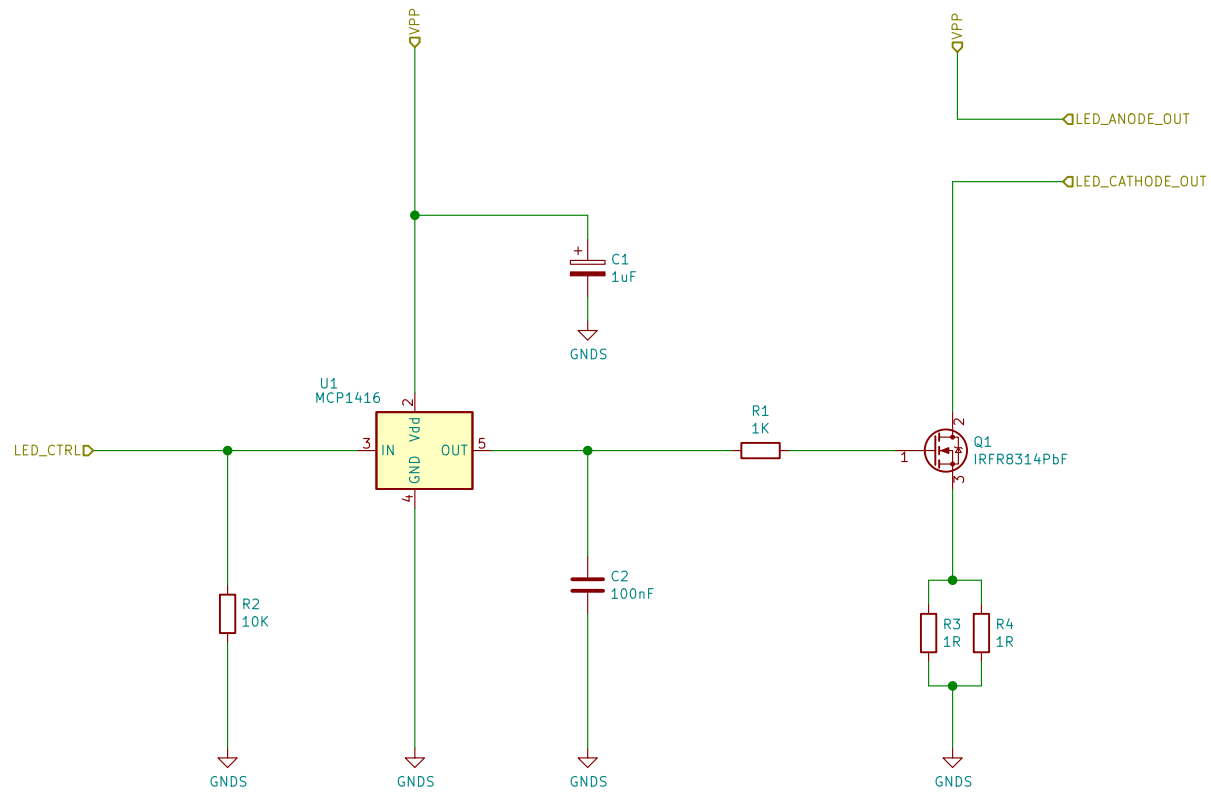 VPP
VPP
LED_ANODE_OUT
LED_CATHODE_OUT
+
C1
1uF
GNDS
U1
MCP1416
2
Vdd
LED_CTRL
3
IN
OUT
5
GND
4
R1
1K
2
Q1
1
IRFR8314PbF
3
C2
100nF
R2
10K
R3
1R
R4
1R
GNDS
GNDS
GNDS
GNDS